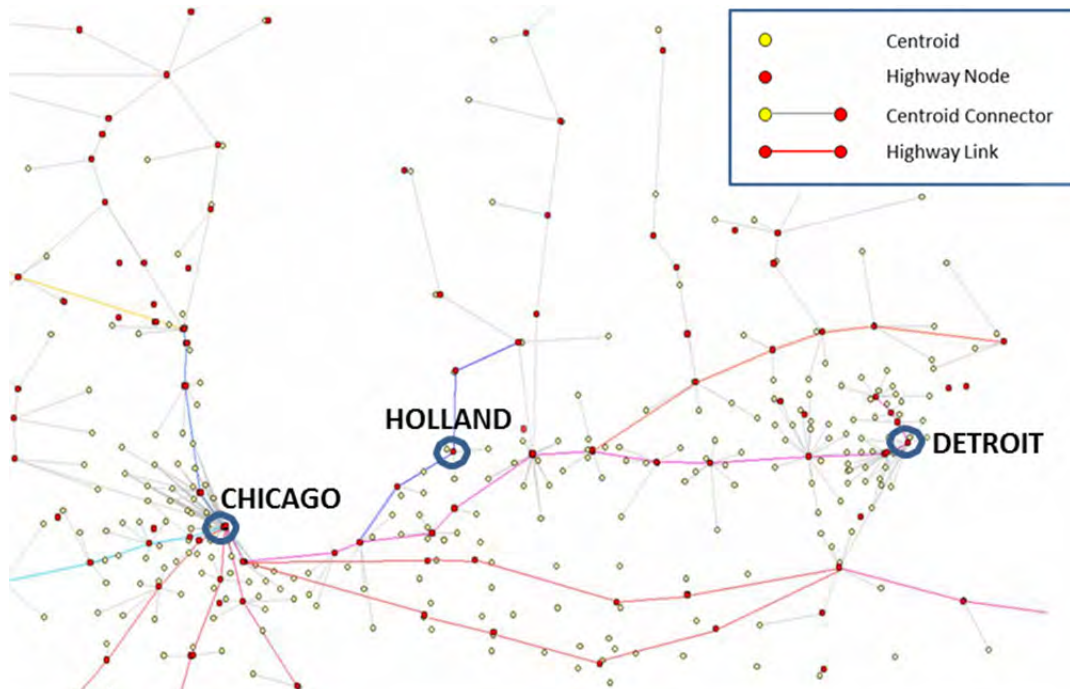 Centroid
Highway Node
Centroid Connector
Highway Link
HOLLAND
DETROIT
CHICAGO